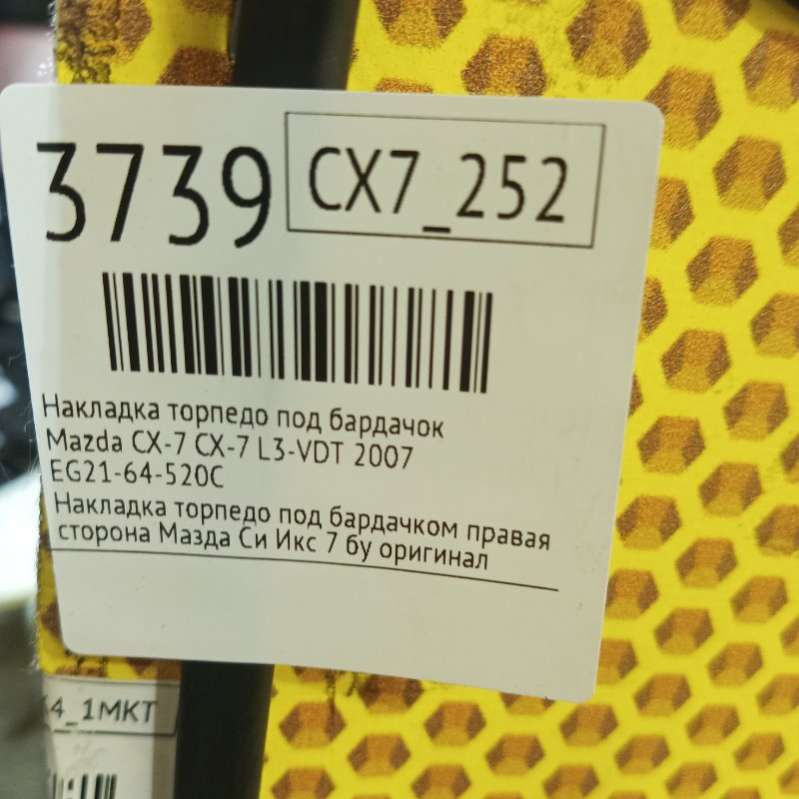 3739
CX7_252
Накладка торпедо под бардачок
Mazda CX-7 CX-7 L3-VDT 2007
EG21-64-520C
Накладка торпедо под бардачком правая
сторона Мазда Си Икс 7 бу оригинал
4_1MKT